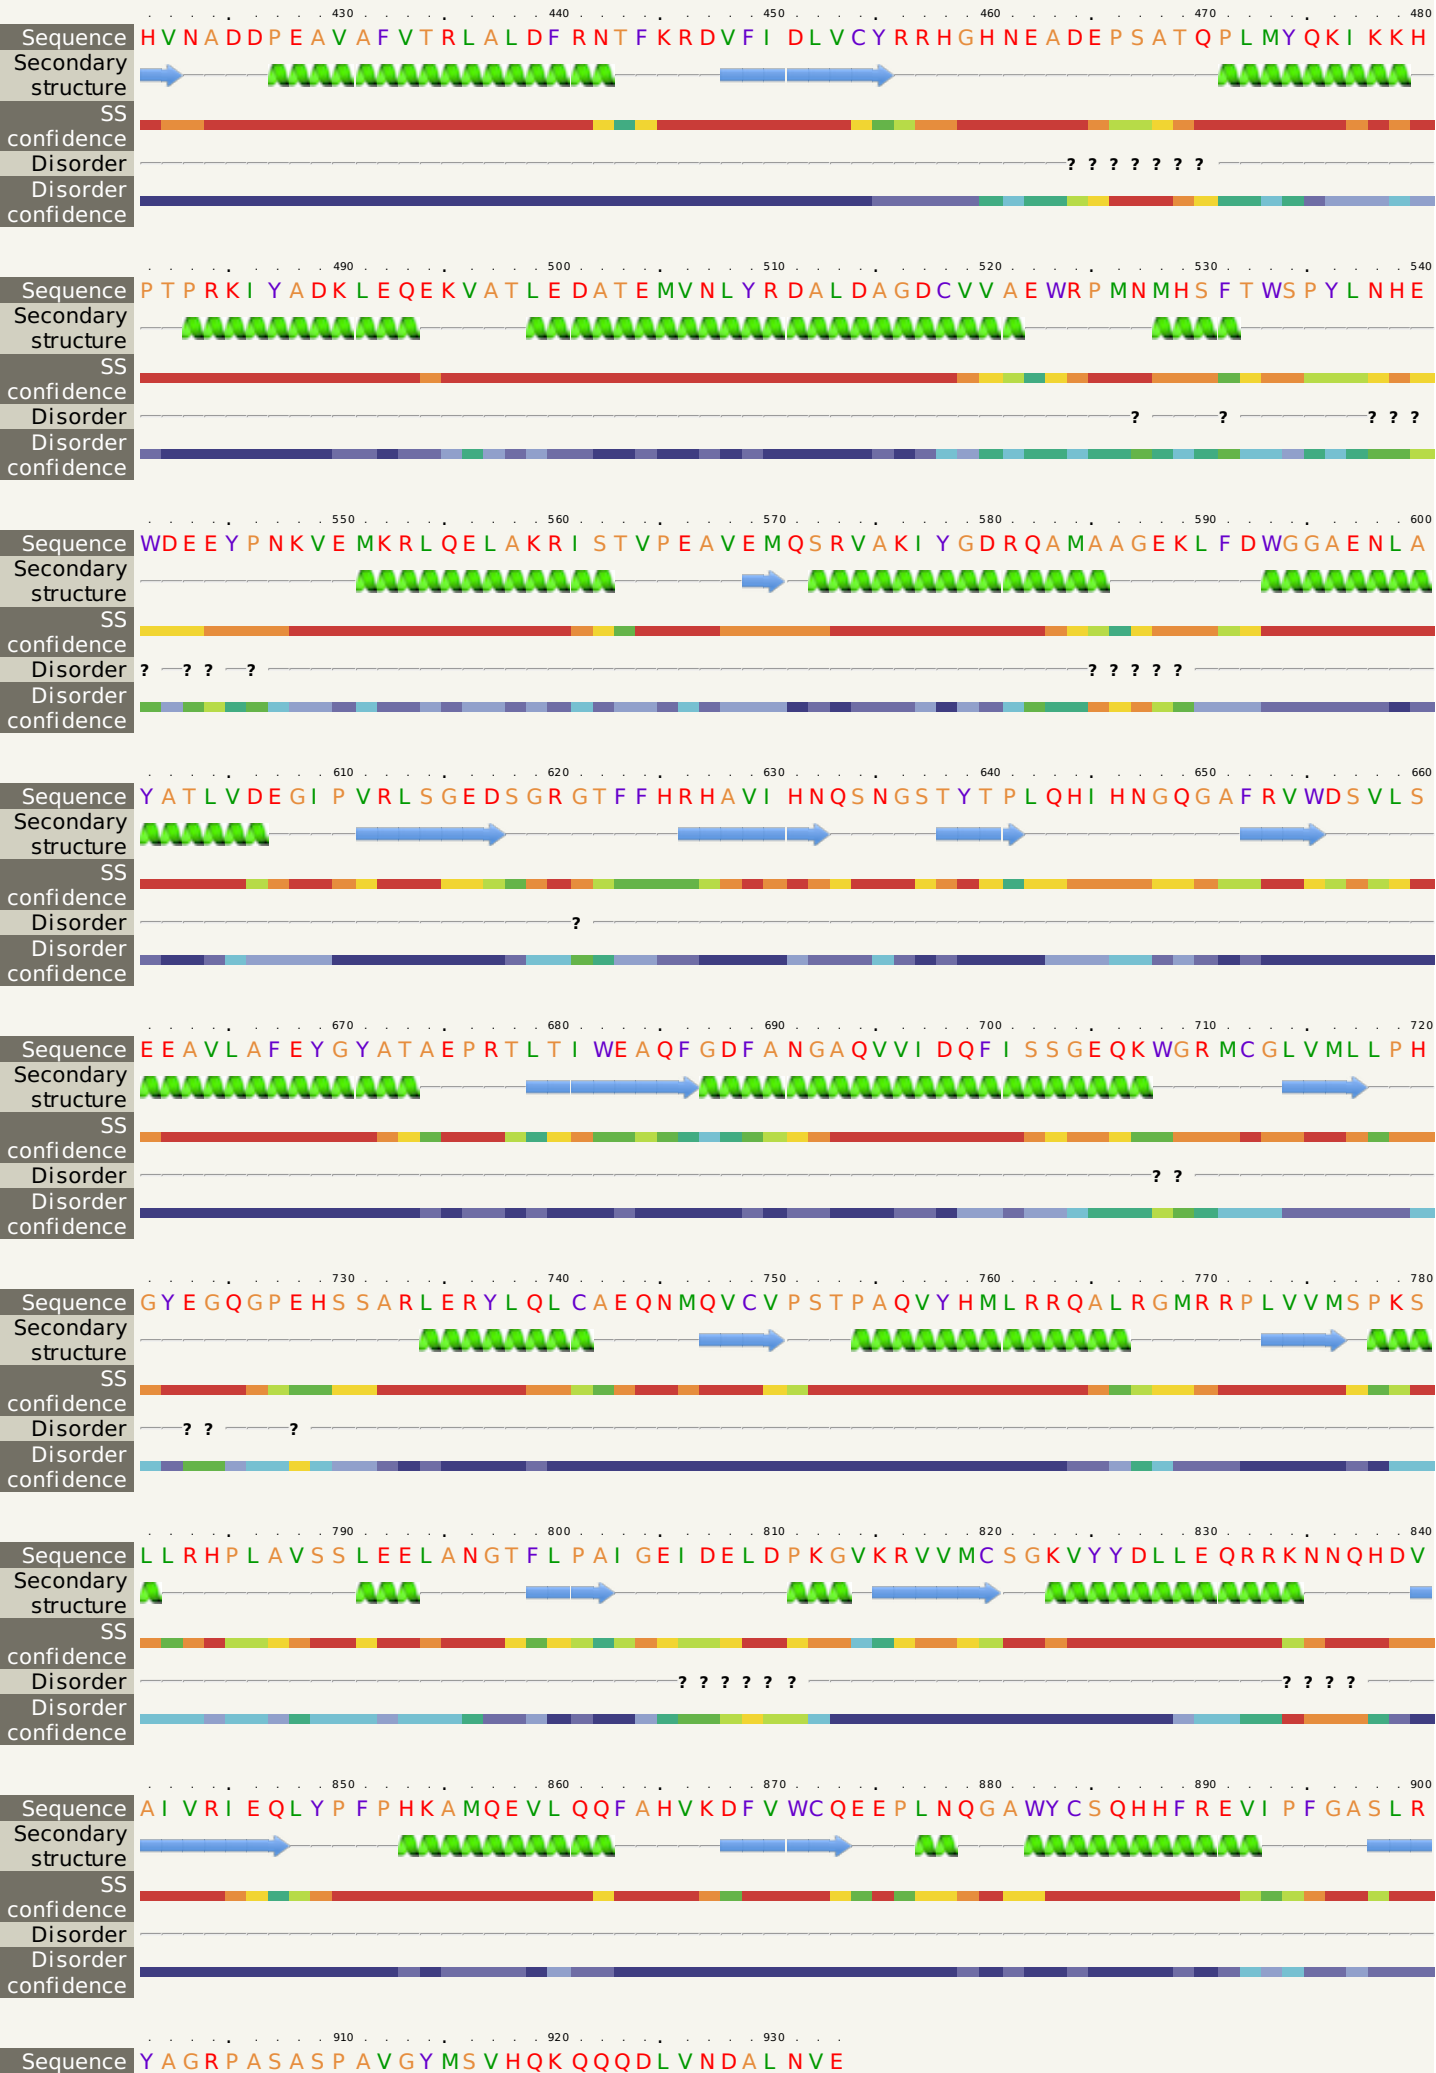 430 440 450 460 470 480
Sequence HVNADDPEAVAFVTRLALDFRNTFKRDVFIDLVCYRRHGHNEADEPSATQPLMYQKIKKH
Secondary
structure
SS
confidence
Disorder ? ? ? ? ? ? ?
Disorder
confidence
490 500 510 520 530 540
Sequence PTPRKIYADKLEQEKVATLEDATEMVNLYRDALDAGDCVVAEWRPMNMHSFTWSPYLNHE
Secondary
structure
SS
confidence
Disorder ? ? ? ? ?
Disorder
confidence
550 560 570 580 590 600
Sequence WDEEYPNKVEMKRLQELAKRISTVPEAVEMQSRVAKIYGDRQAMAAGEKLFDWGGAENLA
Secondary
structure
SS
confidence
Disorder ? ? ? ? ? ? ? ? ?
Disorder
confidence
610 620 630 640 650 660
Sequence YATLVDEGIPVRLSGEDSGRGTFFHRHAVIHNQSNGSTYTPLQHIHNGQGAFRVWDSVLS
Secondary
structure
SS
confidence
Disorder ?
Disorder
confidence
670 680 690 700 710 720
Sequence EEAVLAFEYGYATAEPRTLTIWEAQFGDFANGAQVVIDQFISSGEQKWGRMCGLVMLLPH
Secondary
structure
SS
confidence
Disorder ? ?
Disorder
confidence
730 740 750 760 770 780
Sequence GYEGQGPEHSSARLERYLQLCAEQNMQVCVPSTPAQVYHMLRRQALRGMRRPLVVMSPKS
Secondary
structure
SS
confidence
Disorder ? ? ?
Disorder
confidence
790 800 810 820 830 840
Sequence LLRHPLAVSSLEELANGTFLPAIGEIDELDPKGVKRVVMCSGKVYYDLLEQRRKNNQHDV
Secondary
structure
SS
confidence
Disorder ? ? ? ? ? ? ? ? ? ?
Disorder
confidence
850 860 870 880 890 900
Sequence AIVRIEQLYPFPHKAMQEVLQQFAHVKDFVWCQEEPLNQGAWYCSQHHFREVIPFGASLR
Secondary
structure
SS
confidence
Disorder
Disorder
confidence
910 920 930
Sequence YAGRPASASPAVGYMSVHQKQQQDLVNDALNVE